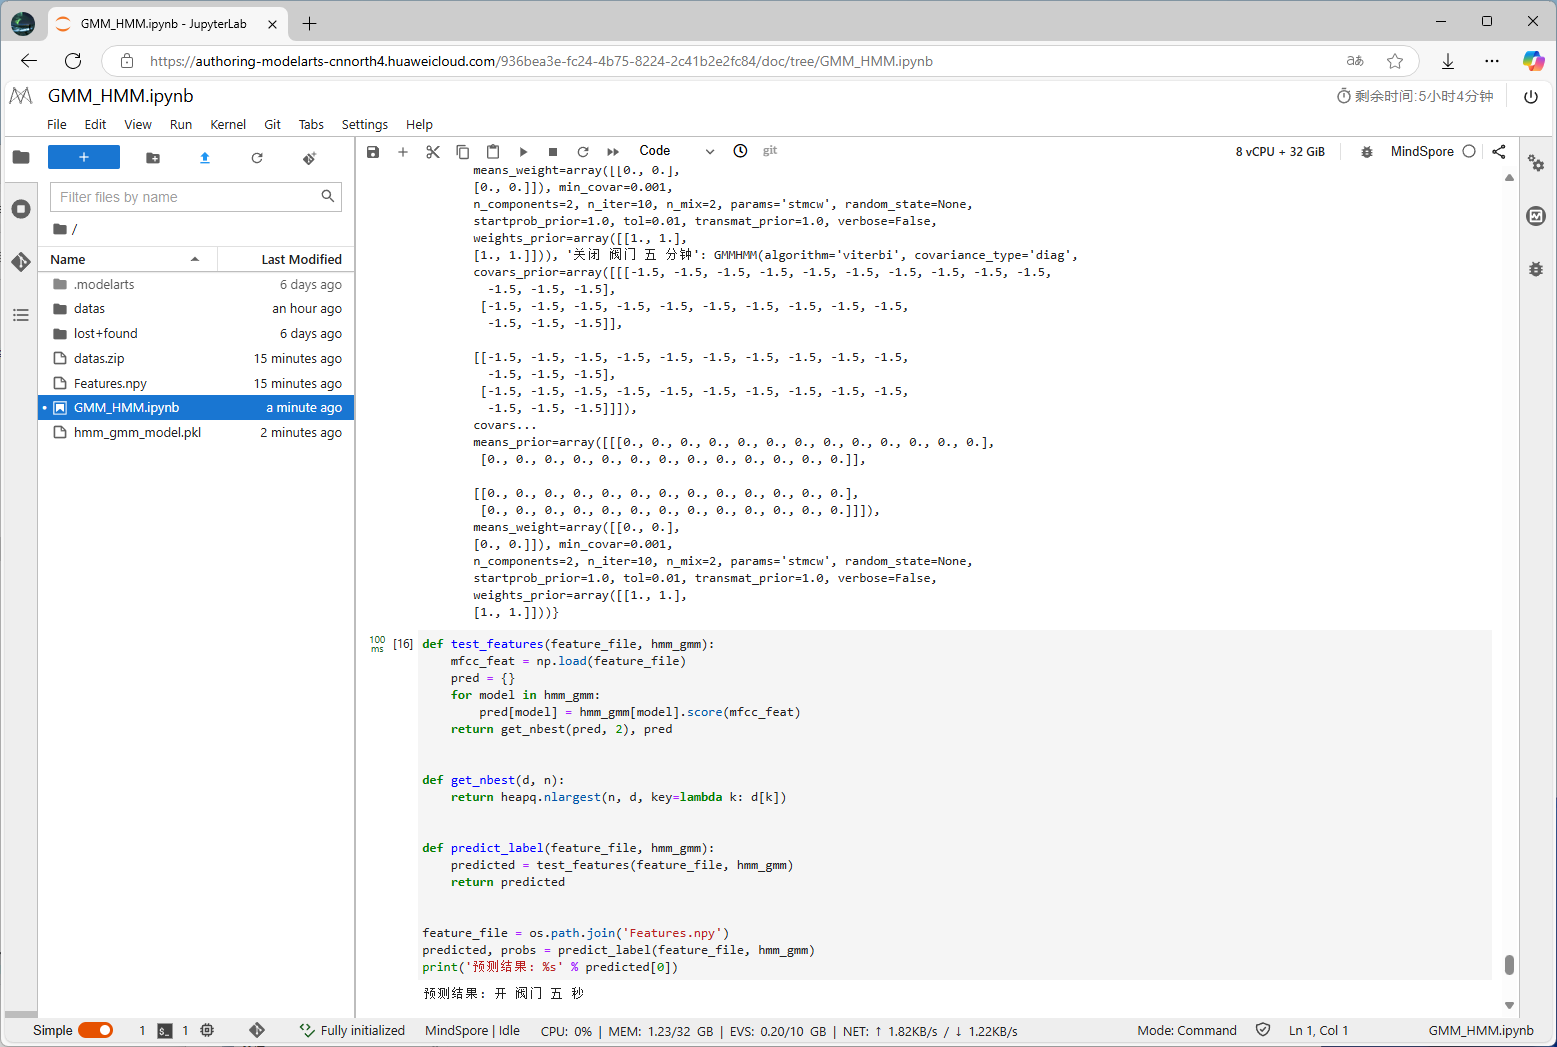 GMM_HMM.ipynb - JupyterLab
https://authoring-modelarts-cnnorth4.huaweicloud.com/936bea3e-fc24-4b75-8224-2c41b2e2fc84/doc/tree/GMM_HMM.ipynb
GMM_HMM.ipynb
剩余时间:5小时4分钟
File Edit View Run Kernel Git Tabs Settings Help
Code
git
8 vCPU + 32 GiB
MindSpore
Filter files by name
/
Name Last Modified
.modelarts 6 days ago
datas an hour ago
lost+found 6 days ago
datas.zip 15 minutes ago
Features.npy 15 minutes ago
GMM_HMM.ipynb a minute ago
hmm_gmm_model.pkl 2 minutes ago
means_weight=array([[0., 0.],
[0., 0.]]), min_covar=0.001,
n_components=2, n_iter=10, n_mix=2, params='stmcw', random_state=None,
startprob_prior=1.0, tol=0.01, transmat_prior=1.0, verbose=False,
weights_prior=array([[1., 1.],
[1., 1.]])), '关闭 阀门 五 分钟': GMMHMM(algorithm='viterbi', covariance_type='diag',
covars_prior=array([[[-1.5, -1.5, -1.5, -1.5, -1.5, -1.5, -1.5, -1.5, -1.5, -1.5,
-1.5, -1.5, -1.5],
[-1.5, -1.5, -1.5, -1.5, -1.5, -1.5, -1.5, -1.5, -1.5, -1.5,
-1.5, -1.5, -1.5]],
[[-1.5, -1.5, -1.5, -1.5, -1.5, -1.5, -1.5, -1.5, -1.5, -1.5,
-1.5, -1.5, -1.5],
[-1.5, -1.5, -1.5, -1.5, -1.5, -1.5, -1.5, -1.5, -1.5, -1.5,
-1.5, -1.5, -1.5]]]),
covars...
means_prior=array([[[0., 0., 0., 0., 0., 0., 0., 0., 0., 0., 0., 0., 0.],
[0., 0., 0., 0., 0., 0., 0., 0., 0., 0., 0., 0., 0.]],
[[0., 0., 0., 0., 0., 0., 0., 0., 0., 0., 0., 0., 0.],
[0., 0., 0., 0., 0., 0., 0., 0., 0., 0., 0., 0., 0.]]]),
means_weight=array([[0., 0.],
[0., 0.]]), min_covar=0.001,
n_components=2, n_iter=10, n_mix=2, params='stmcw', random_state=None,
startprob_prior=1.0, tol=0.01, transmat_prior=1.0, verbose=False,
weights_prior=array([[1., 1.],
[1., 1.]]))}
100 ms
[16] def test_features(feature_file, hmm_gmm):
mfcc_feat = np.load(feature_file)
pred = {}
for model in hmm_gmm:
pred[model] = hmm_gmm[model].score(mfcc_feat)
return get_nbest(pred, 2), pred
def get_nbest(d, n):
return heapq.nlargest(n, d, key=lambda k: d[k])
def predict_label(feature_file, hmm_gmm):
predicted = test_features(feature_file, hmm_gmm)
return predicted
feature_file = os.path.join('Features.npy')
predicted, probs = predict_label(feature_file, hmm_gmm)
print('预测结果: %s' % predicted[0])
预测结果: 开 阀门 五 秒
Simple 1 1 Fully initialized MindSpore | Idle CPU: 0% | MEM: 1.23/32 GB | EVS: 0.20/10 GB | NET: ↑ 1.82KB/s / ↓ 1.22KB/s Mode: Command Ln 1, Col 1 GMM_HMM.ipynb